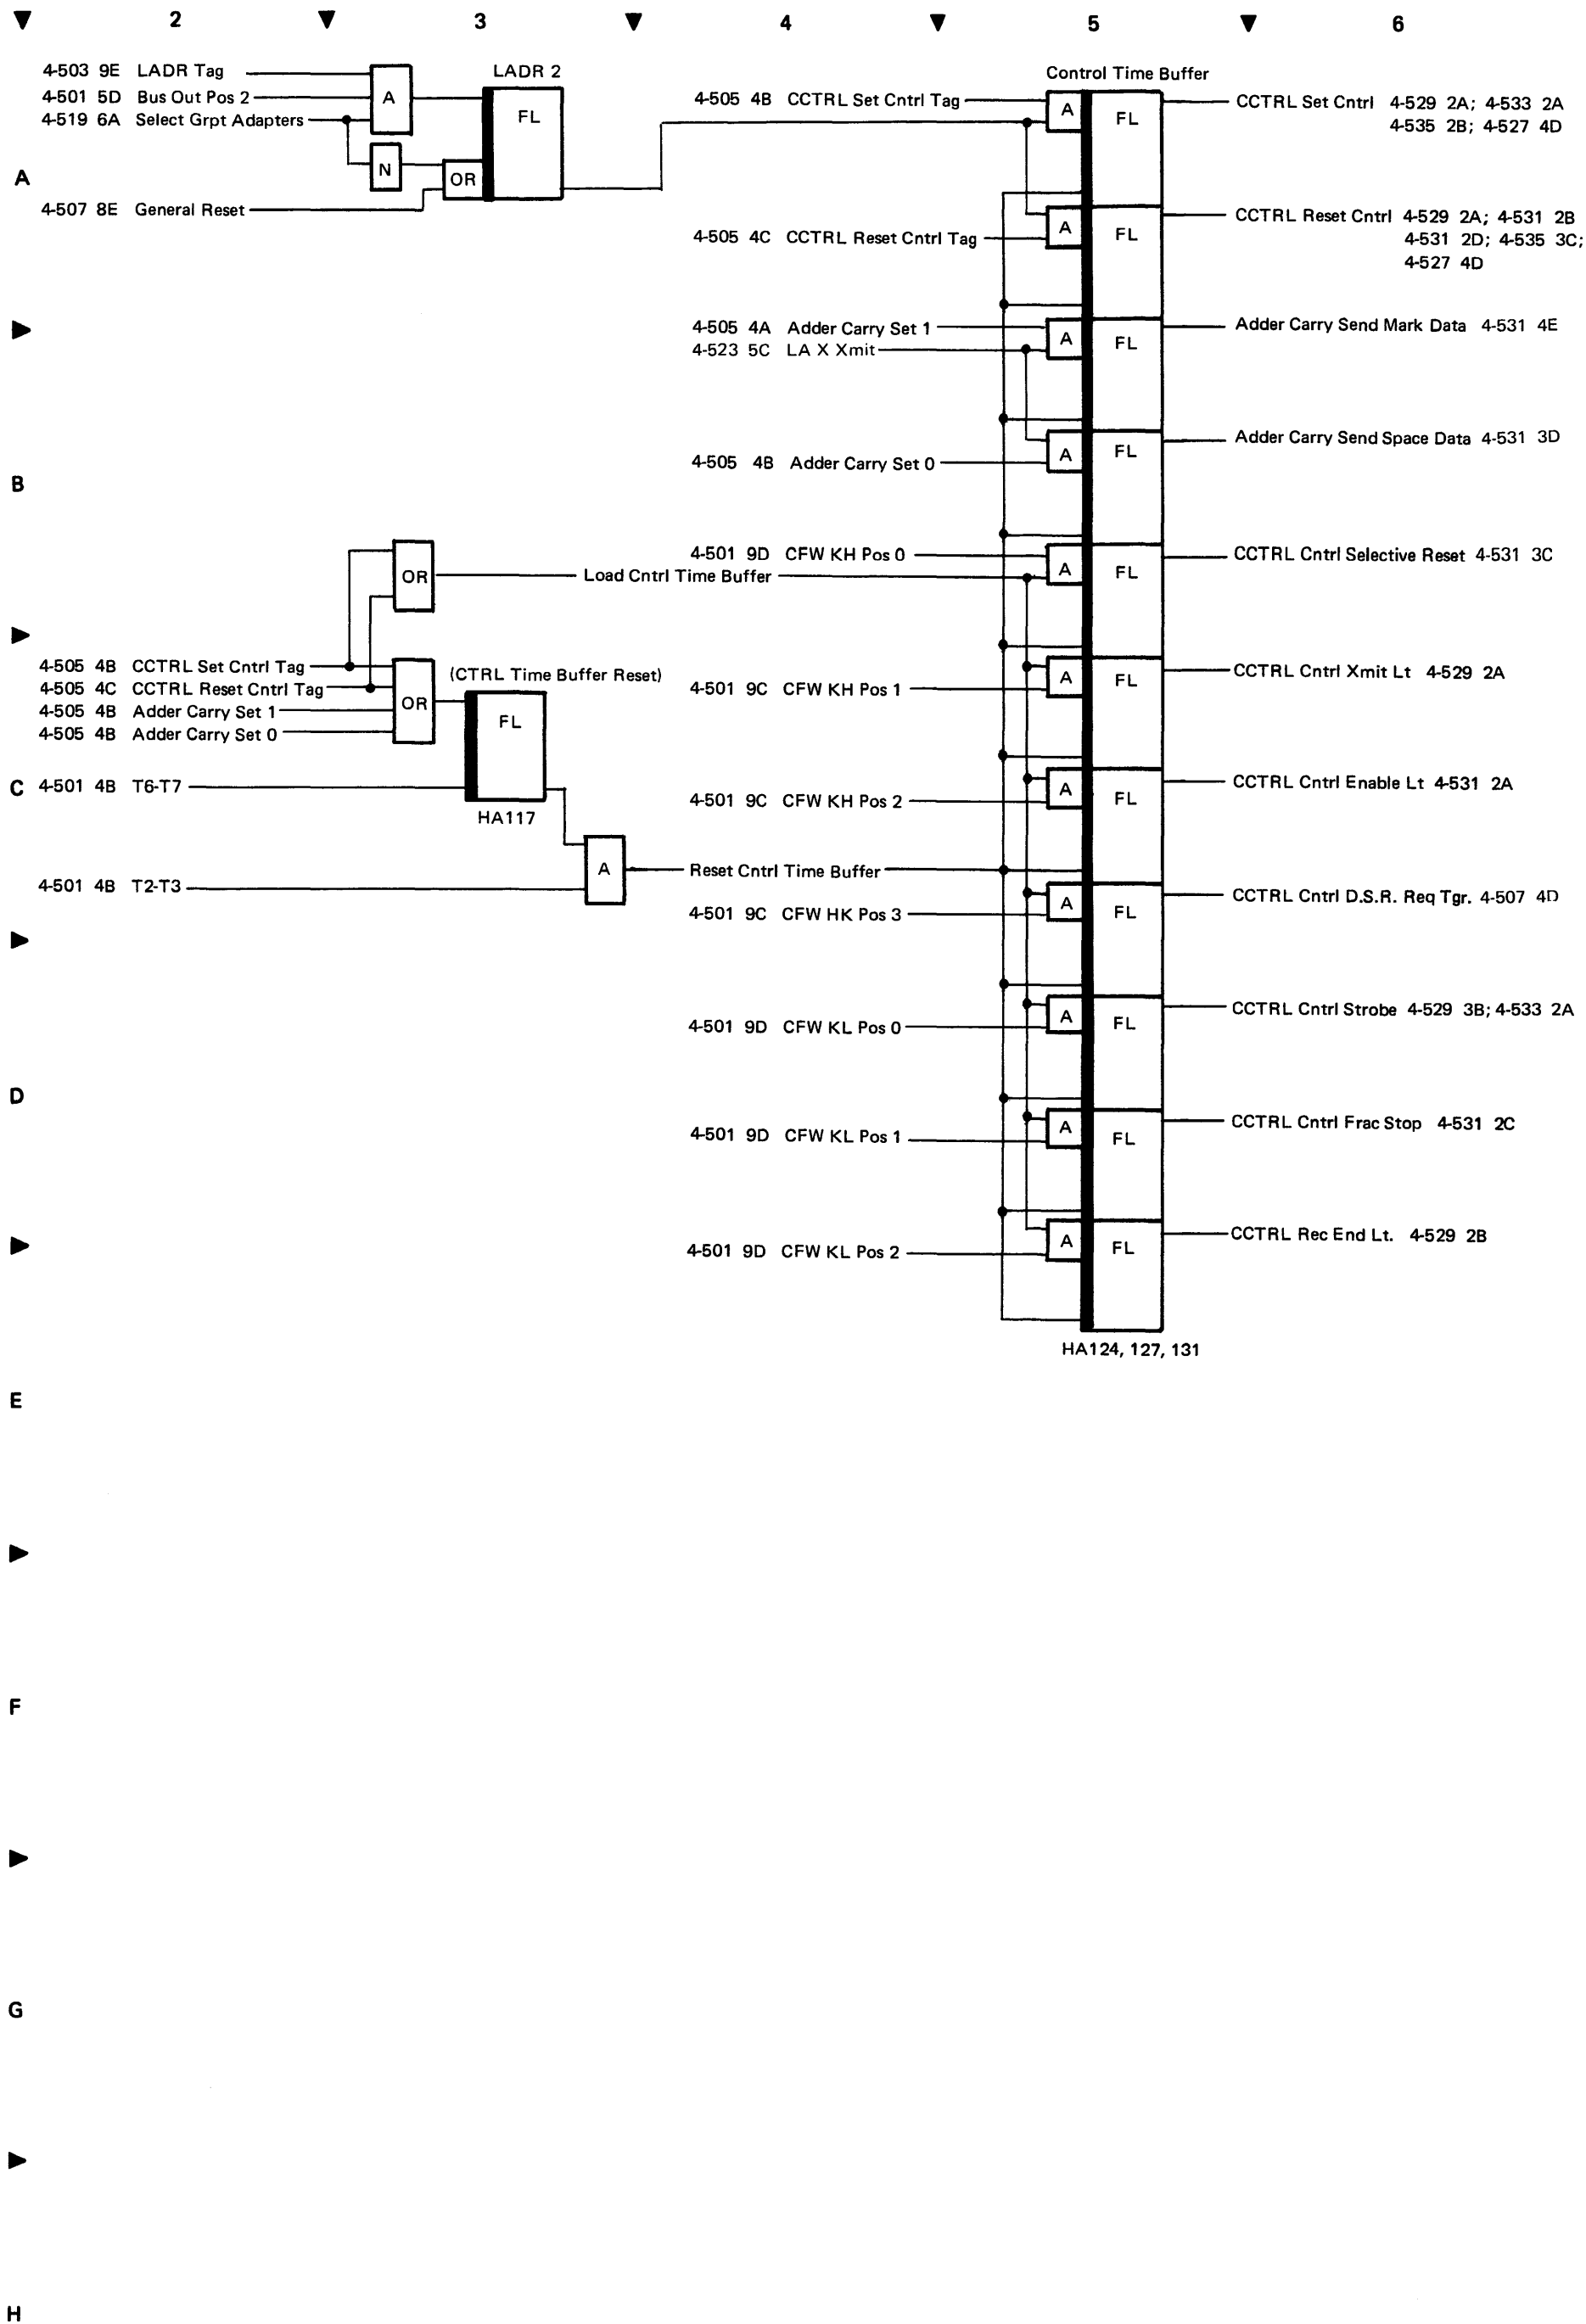 2 3 4 5 6
4-503 9E LADR Tag
4-501 5D Bus Out Pos 2
4-519 6A Select Grpt Adapters
A
N
OR
LADR 2
FL
A
4-507 8E General Reset
4-505 4B CCTRL Set Cntrl Tag
4-505 4C CCTRL Reset Cntrl Tag
4-505 4A Adder Carry Set 1
4-523 5C LA X Xmit
4-505 4B Adder Carry Set 0
4-501 9D CFW KH Pos 0
Load Cntrl Time Buffer
4-501 9C CFW KH Pos 1
4-501 9C CFW KH Pos 2
Reset Cntrl Time Buffer
4-501 9C CFW HK Pos 3
4-501 9D CFW KL Pos 0
4-501 9D CFW KL Pos 1
4-501 9D CFW KL Pos 2
Control Time Buffer
A FL
A FL
A FL
A FL
A FL
A FL
A FL
A FL
A FL
A FL
A FL
HA124, 127, 131
CCTRL Set Cntrl 4-529 2A; 4-533 2A
4-535 2B; 4-527 4D
CCTRL Reset Cntrl 4-529 2A; 4-531 2B
4-531 2D; 4-535 3C;
4-527 4D
Adder Carry Send Mark Data 4-531 4E
Adder Carry Send Space Data 4-531 3D
CCTRL Cntrl Selective Reset 4-531 3C
CCTRL Cntrl Xmit Lt 4-529 2A
CCTRL Cntrl Enable Lt 4-531 2A
CCTRL Cntrl D.S.R. Req Tgr. 4-507 4D
CCTRL Cntrl Strobe 4-529 3B; 4-533 2A
CCTRL Cntrl Frac Stop 4-531 2C
CCTRL Rec End Lt. 4-529 2B
B
OR
4-505 4B CCTRL Set Cntrl Tag
4-505 4C CCTRL Reset Cntrl Tag
4-505 4B Adder Carry Set 1
4-505 4B Adder Carry Set 0
OR
(CTRL Time Buffer Reset)
FL
C 4-501 4B T6-T7
HA117
A
4-501 4B T2-T3
D
E
F
G
H